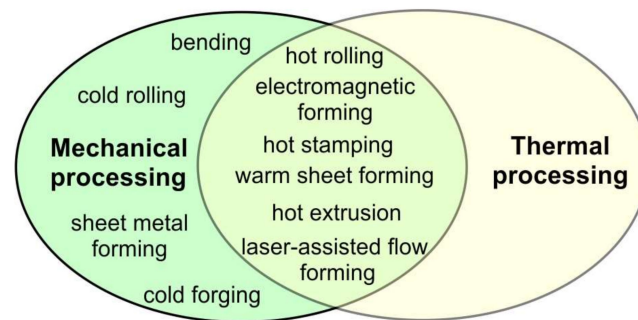 bending
cold rolling
Mechanical
processing
sheet metal
forming
cold forging
hot rolling
electromagnetic
forming
hot stamping
warm sheet forming
hot extrusion
laser-assisted flow
forming
Thermal
processing